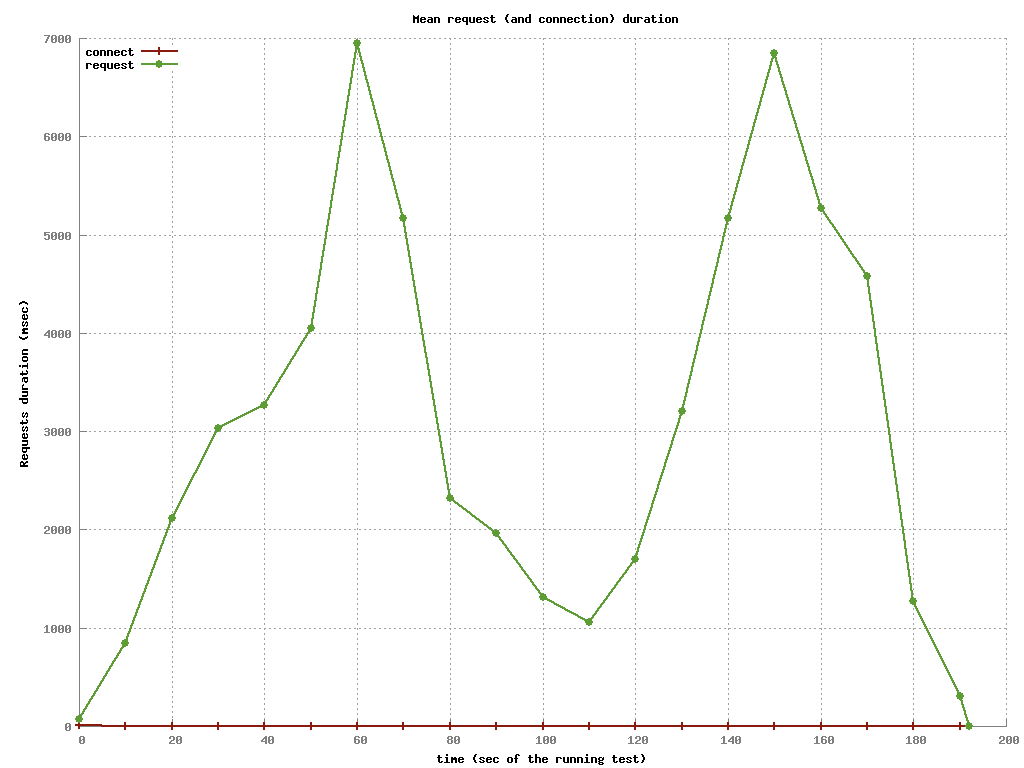 Mean request (and connection) duration
connect
request
7000
6000
5000
4000
3000
2000
1000
0
Requests duration (msec)
0 20 40 60 80 100 120 140 160 180 200
time (sec of the running test)